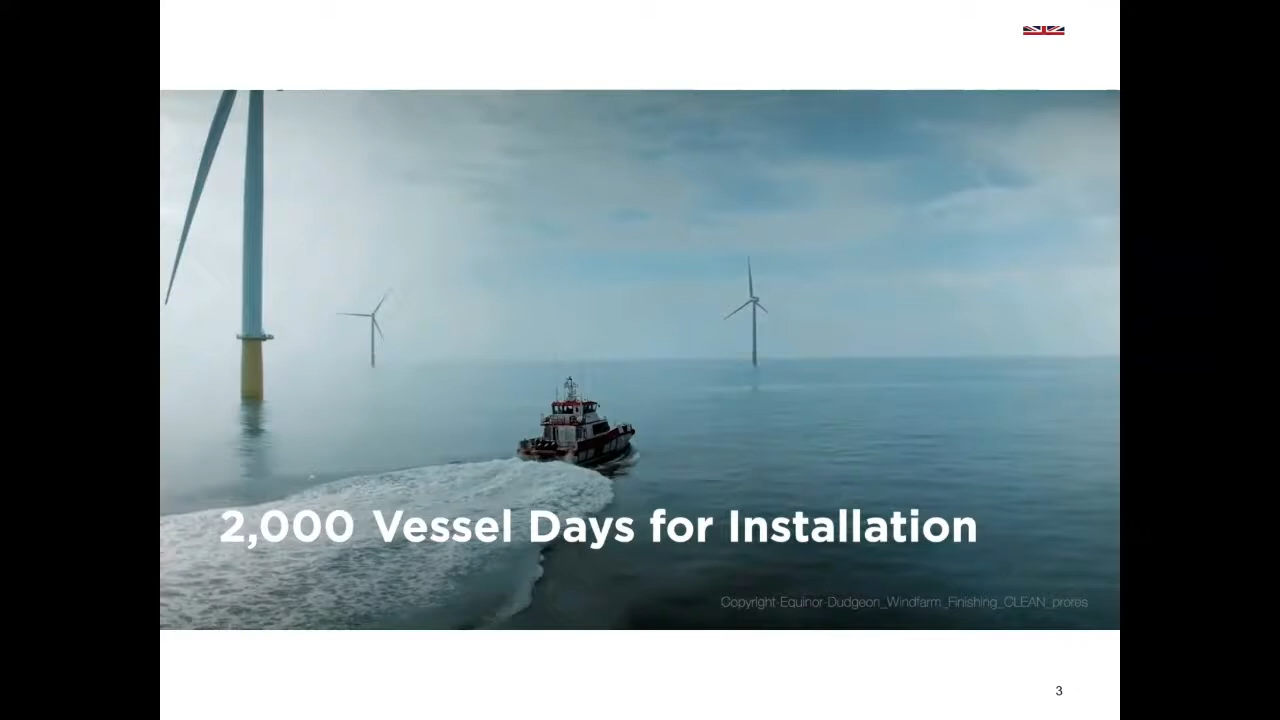 2,000 Vessel Days for Installation
Copyright-Equinor-Dudgeon_Windfarm_Finishing_CLEAN_prores
3